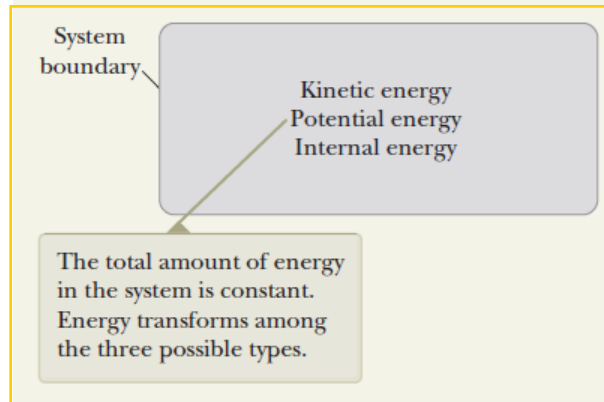 System
boundary
Kinetic energy
Potential energy
Internal energy
The total amount of energy
in the system is constant.
Energy transforms among
the three possible types.